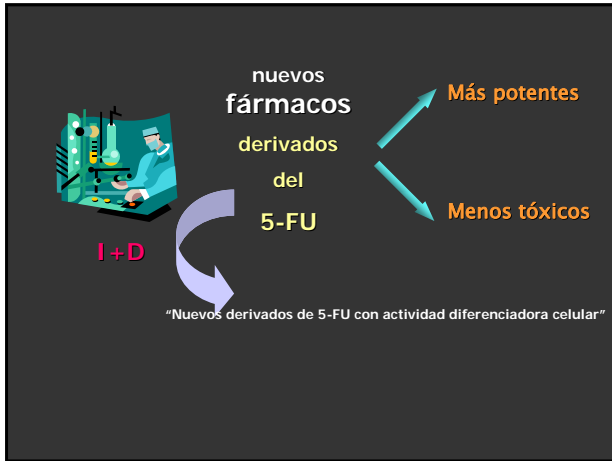 nuevos
fármacos
derivados
del
5-FU
Más potentes
Menos tóxicos
I+D
“Nuevos derivados de 5-FU con actividad diferenciadora celular”